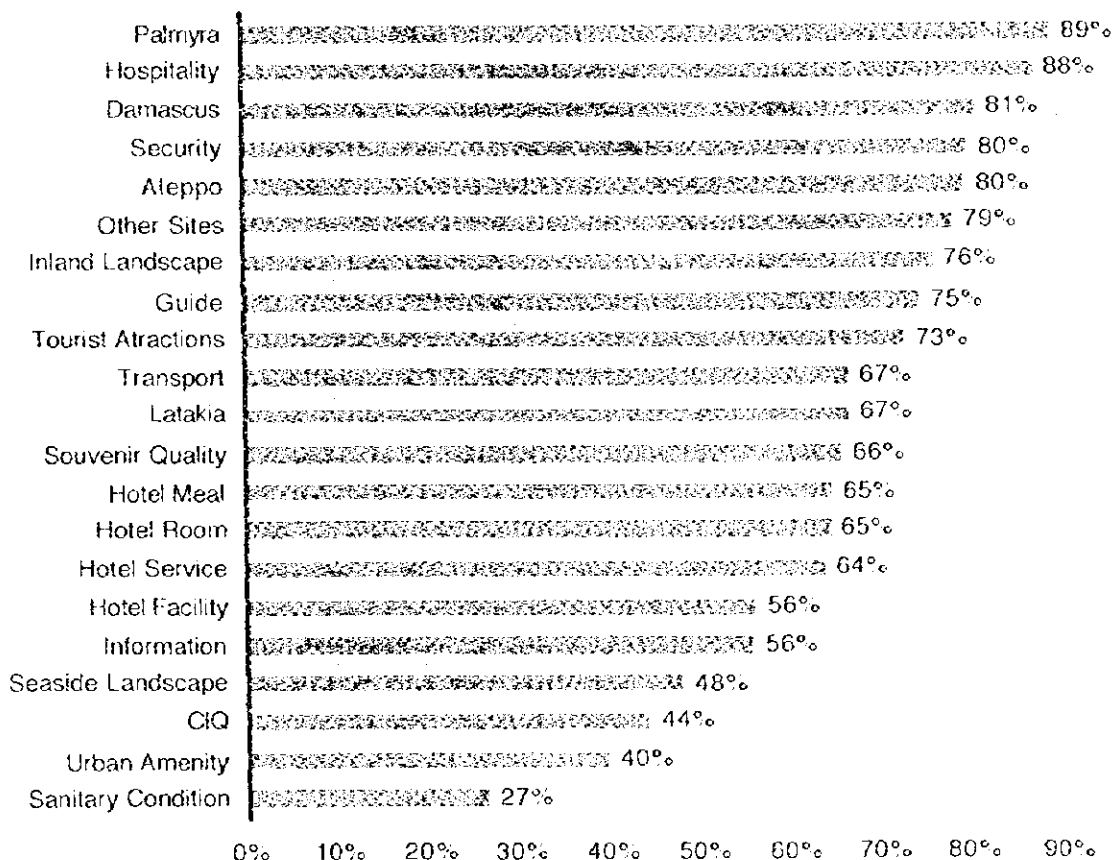 Palmyra 89%
Hospitality 88%
Damascus 81%
Security 80%
Aleppo 80%
Other Sites 79%
Inland Landscape 76%
Guide 75%
Tourist Atractions 73%
Transport 67%
Latakia 67%
Souvenir Quality 66%
Hotel Meal 65%
Hotel Room 65%
Hotel Service 64%
Hotel Facility 56%
Information 56%
Seaside Landscape 48%
CIQ 44%
Urban Amenity 40%
Sanitary Condition 27%
0% 10% 20% 30% 40% 50% 60% 70% 80% 90%